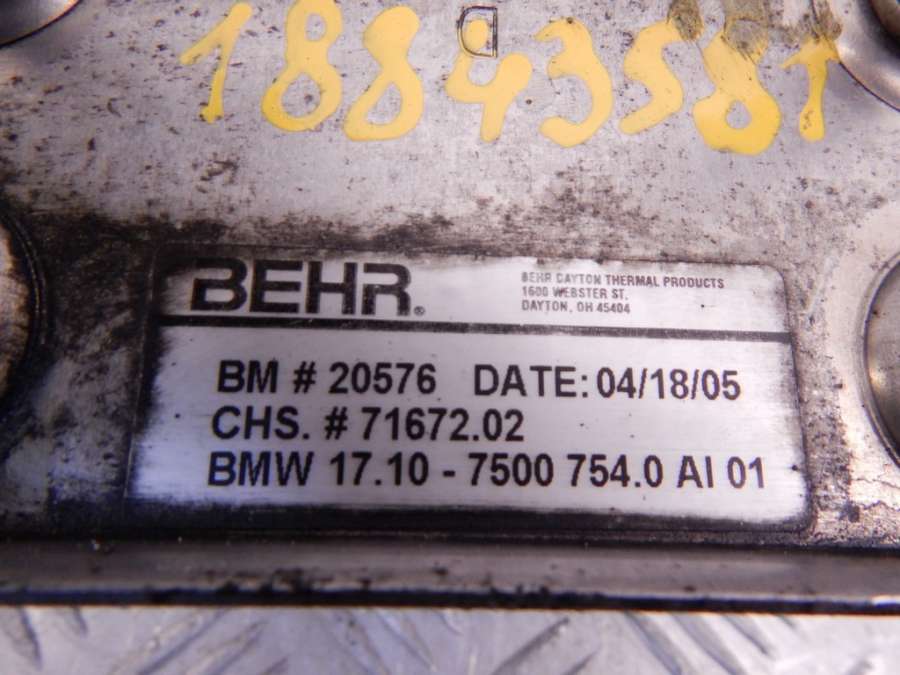 18843581
BEHR®
BEHR DAYTON THERMAL PRODUCTS
1600 WEBSTER ST.
DAYTON, OH 45404
BM # 20576 DATE: 04/18/05
CHS. # 71672.02
BMW 17.10 - 7500 754.0 AI 01